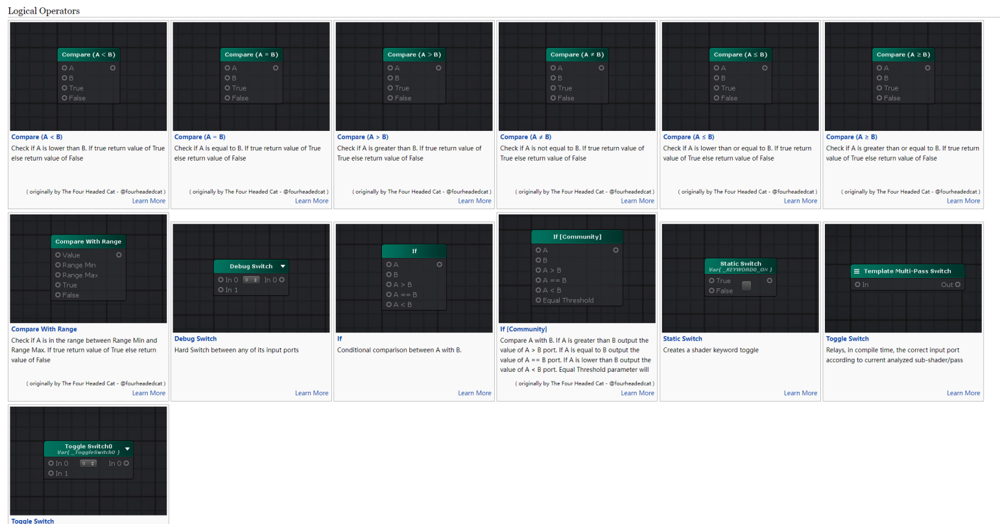 Logical Operators
Compare (A < B)
A
B
True
False
Compare (A = B)
A
B
True
False
Compare (A > B)
A
B
True
False
Compare (A ≠ B)
A
B
True
False
Compare (A ≤ B)
A
B
True
False
Compare (A ≥ B)
A
B
True
False
Compare (A < B)
Check if A is lower than B. If true return value of True
else return value of False
( originally by The Four Headed Cat - @fourheadedcat )
Learn More
Compare (A = B)
Check if A is equal to B. If true return value of True
else return value of False
( originally by The Four Headed Cat - @fourheadedcat )
Learn More
Compare (A > B)
Check if A is greater than B. If true return value of
True else return value of False
( originally by The Four Headed Cat - @fourheadedcat )
Learn More
Compare (A ≠ B)
Check if A is not equal to B. If true return value of
True else return value of False
( originally by The Four Headed Cat - @fourheadedcat )
Learn More
Compare (A ≤ B)
Check if A is lower than or equal to B. If true return
value of True else return value of False
( originally by The Four Headed Cat - @fourheadedcat )
Learn More
Compare (A ≥ B)
Check if A is greater than or equal to B. If true return
value of True else return value of False
( originally by The Four Headed Cat - @fourheadedcat )
Learn More
Compare With Range
Value
Range Min
Range Max
True
False
Compare With Range
Check if A is in the range between Range Min and
Range Max. If true return value of True else return
value of False
( originally by The Four Headed Cat - @fourheadedcat )
Learn More
Debug Switch
In 0 0 In 0
In 1
Debug Switch
Hard Switch between any of its input ports
Learn More
If
A
B
A > B
A == B
A < B
If
Conditional comparison between A with B.
Learn More
If [Community]
A
B
A > B
A == B
A < B
Equal Threshold
If [Community]
Compare A with B. If A is greater than B output the
value of A > B port. If A is equal to B output the
value of A == B port. If A is lower than B output the
value of A < B port. Equal Threshold parameter will
( originally by The Four Headed Cat - @fourheadedcat )
Learn More
Static Switch
Var( _KEYWORD0_ON )
True
False
Static Switch
Creates a shader keyword toggle
Learn More
Template Multi-Pass Switch
In Out
Toggle Switch
Relays, in compile time, the correct input port
according to current analyzed sub-shader/pass
Learn More
Toggle Switch0
Var( _ToggleSwitch0 )
In 0 0 In 0
In 1
Toggle Switch